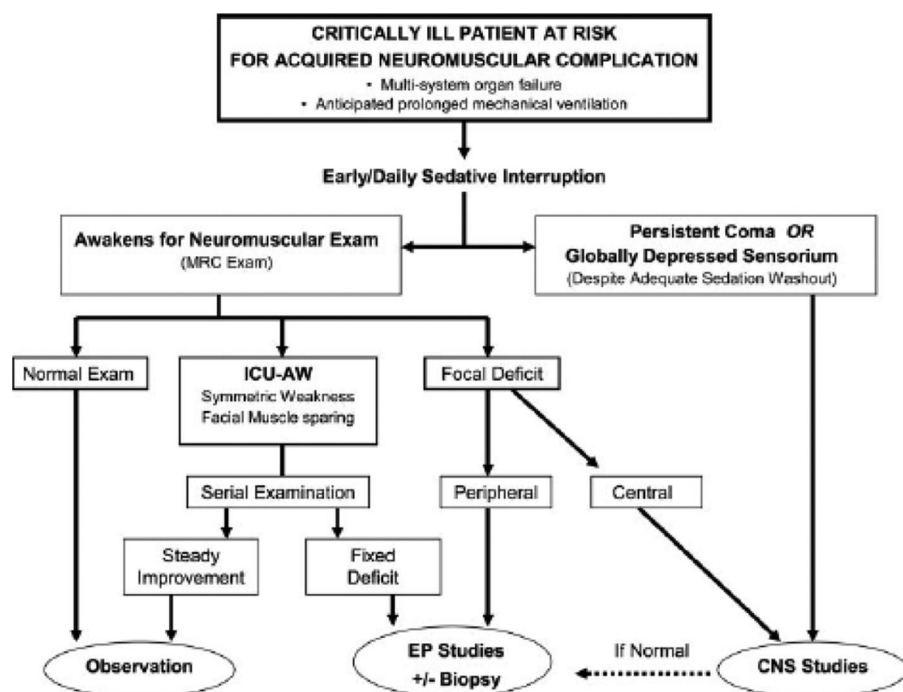 CRITICALLY ILL PATIENT AT RISK
FOR ACQUIRED NEUROMUSCULAR COMPLICATION
• Multi-system organ failure
• Anticipated prolonged mechanical ventilation
Early/Daily Sedative Interruption
Awakens for Neuromuscular Exam
(MRC Exam)
Persistent Coma OR
Globally Depressed Sensorium
(Despite Adequate Sedation Washout)
Normal Exam
ICU-AW
Symmetric Weakness
Facial Muscle sparing
Focal Deficit
Serial Examination
Peripheral
Central
Steady
Improvement
Fixed
Deficit
Observation
EP Studies
+/- Biopsy
If Normal
CNS Studies